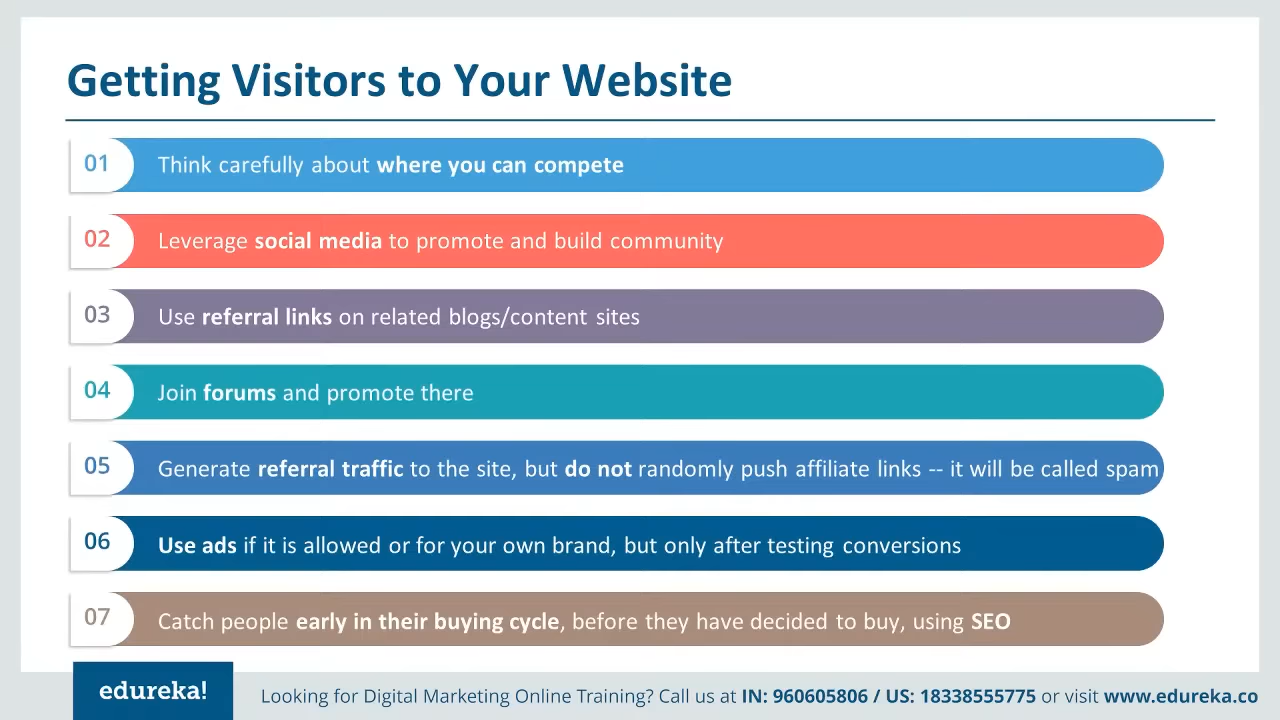 Getting Visitors to Your Website
01 Think carefully about where you can compete
02 Leverage social media to promote and build community
03 Use referral links on related blogs/content sites
04 Join forums and promote there
05 Generate referral traffic to the site, but do not randomly push affiliate links -- it will be called spam
06 Use ads if it is allowed or for your own brand, but only after testing conversions
07 Catch people early in their buying cycle, before they have decided to buy, using SEO
edureka! Looking for Digital Marketing Online Training? Call us at IN: 960605806 / US: 18338555775 or visit www.edureka.co